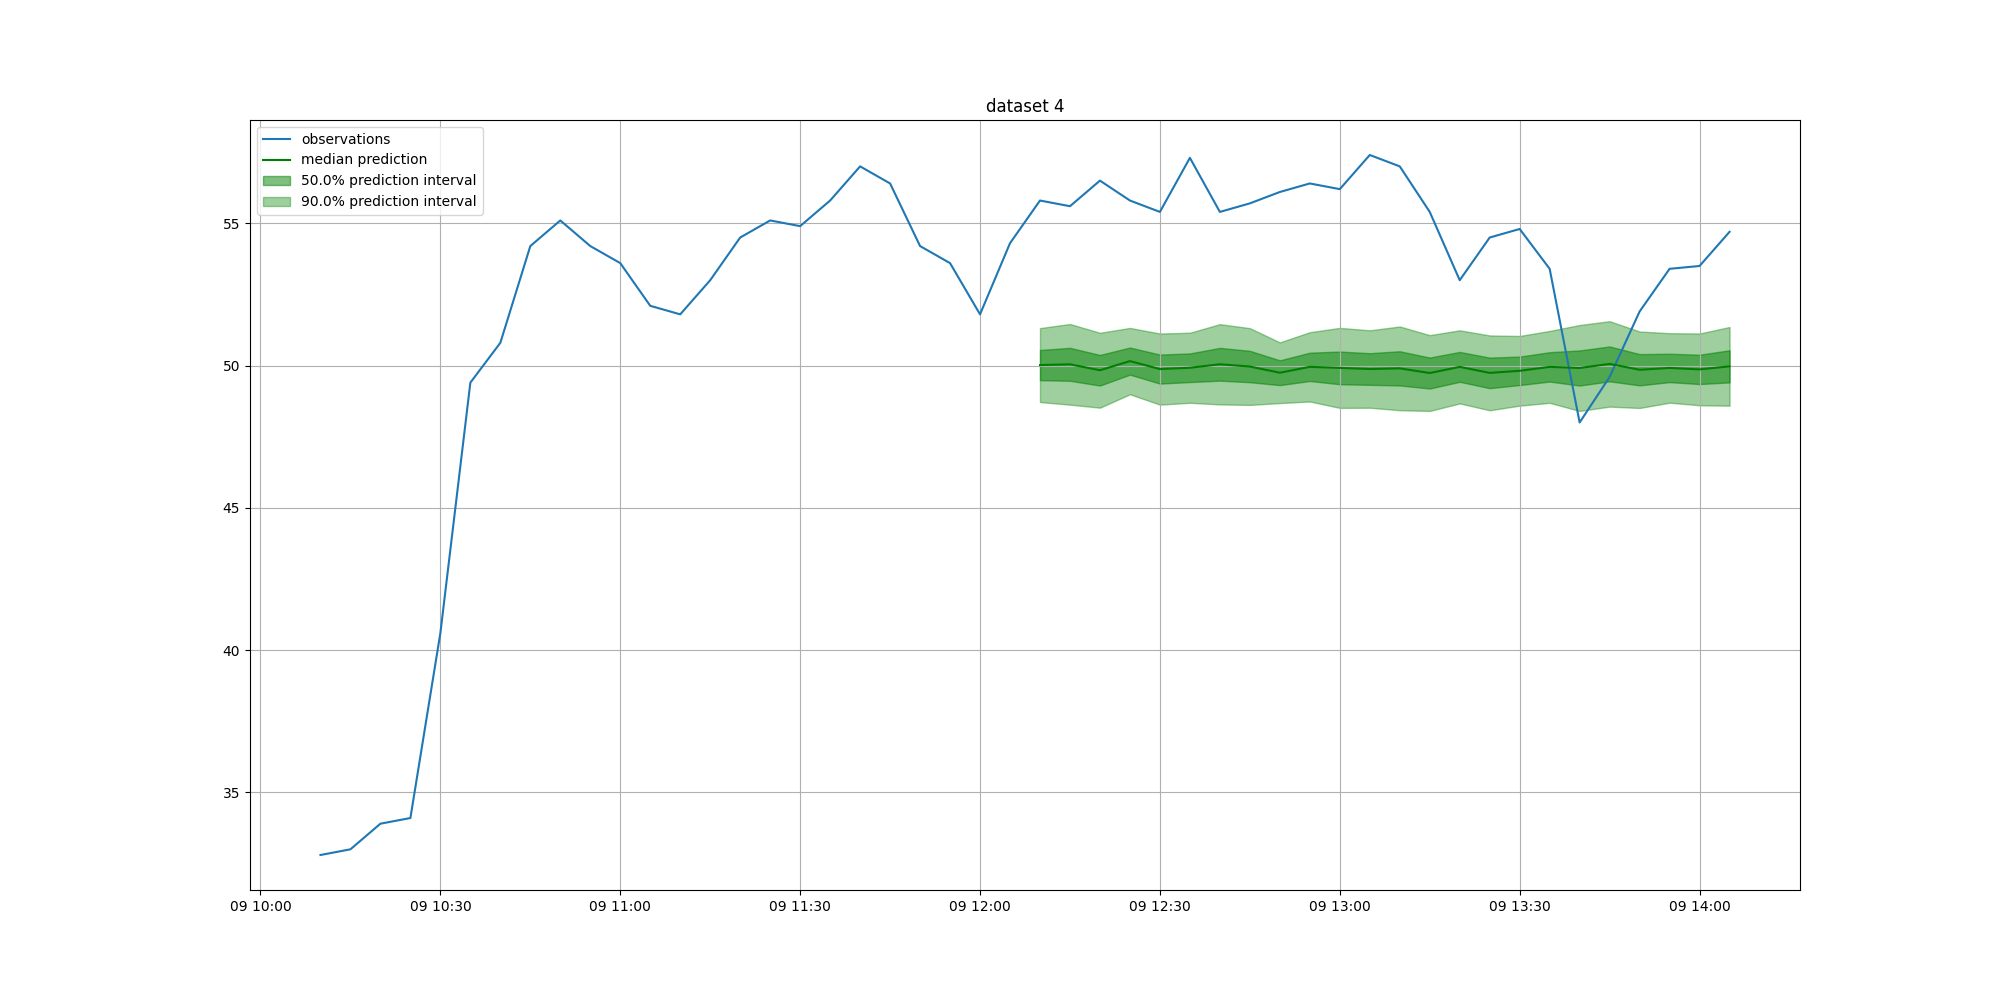 dataset 4
observations
median prediction
50.0% prediction interval
90.0% prediction interval
55
50
45
40
35
09 10:00 09 10:30 09 11:00 09 11:30 09 12:00 09 12:30 09 13:00 09 13:30 09 14:00